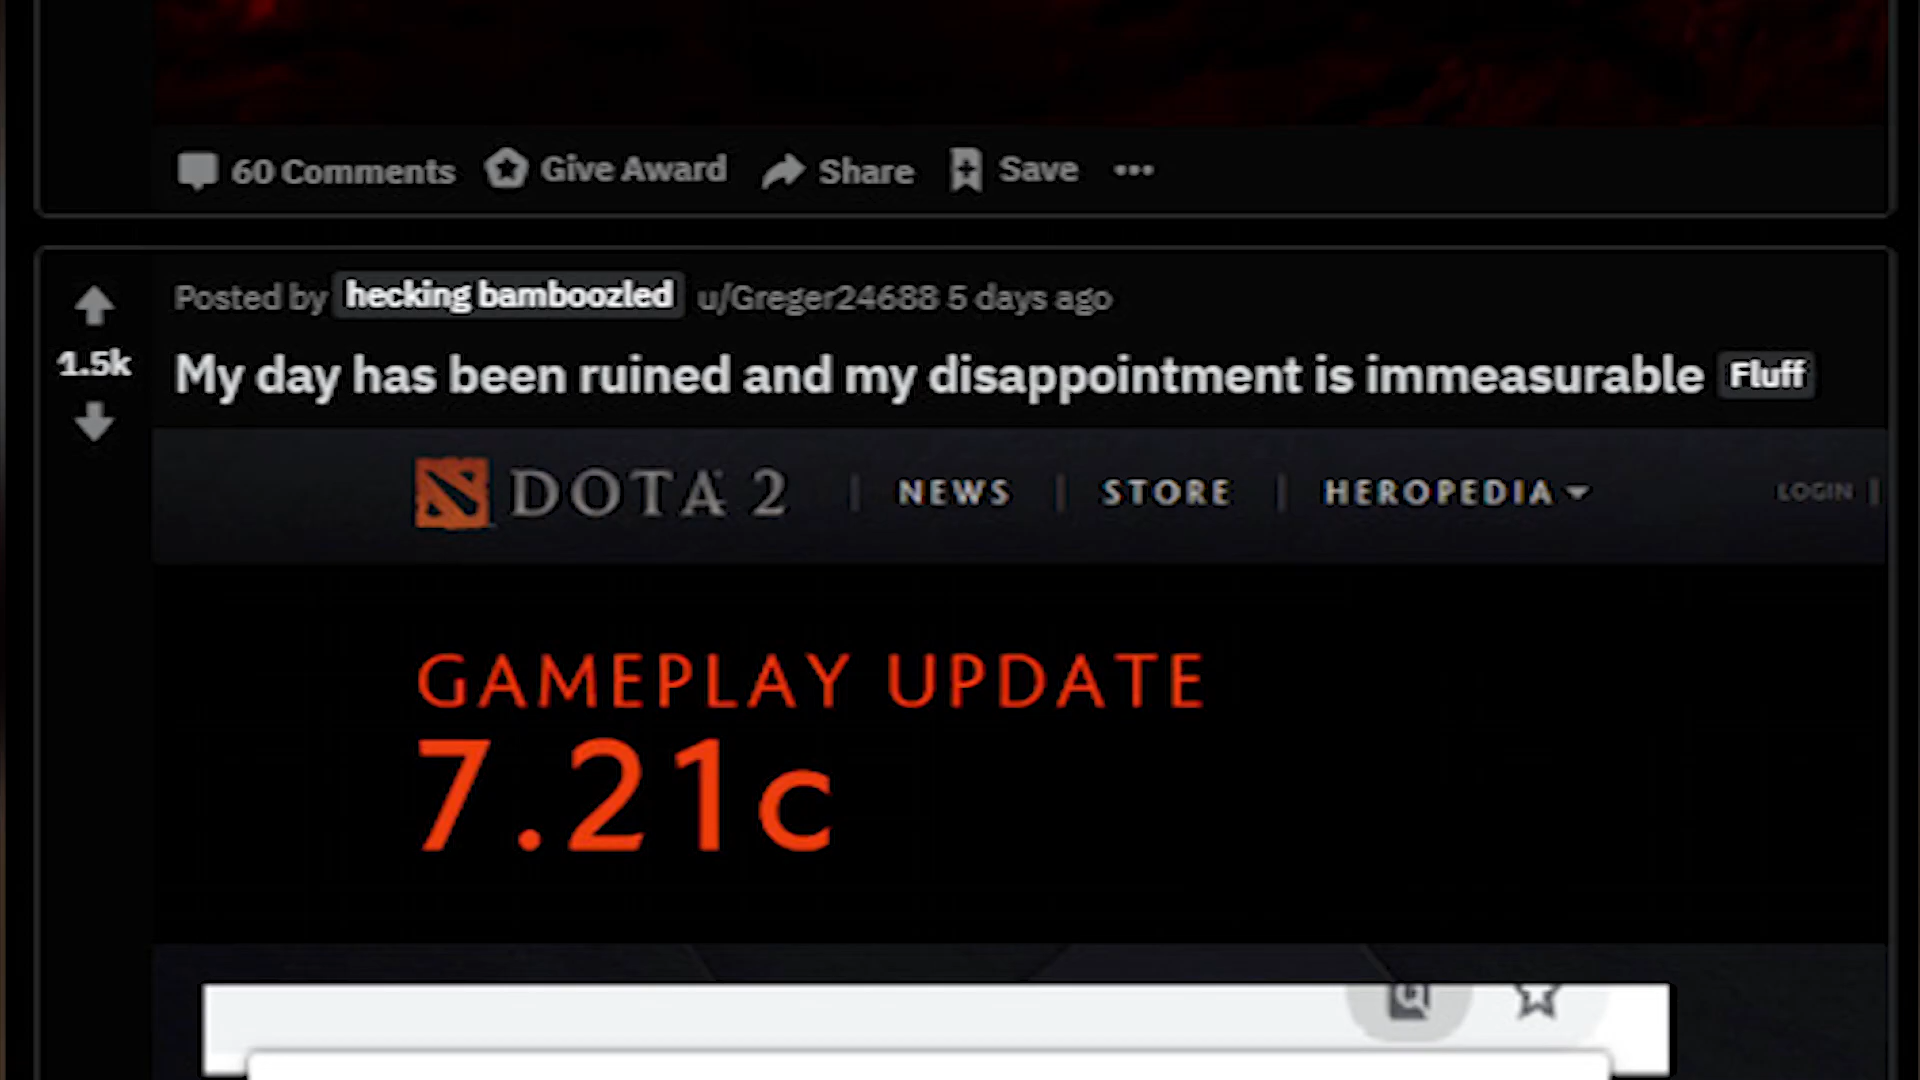 60 Comments Give Award Share Save
Posted by hecking bamboozled u/Greger24688 5 days ago
1.5k
My day has been ruined and my disappointment is immeasurable Fluff
DOTA 2 | NEWS | STORE | HEROPEDIA LOGIN |
GAMEPLAY UPDATE
7.21c